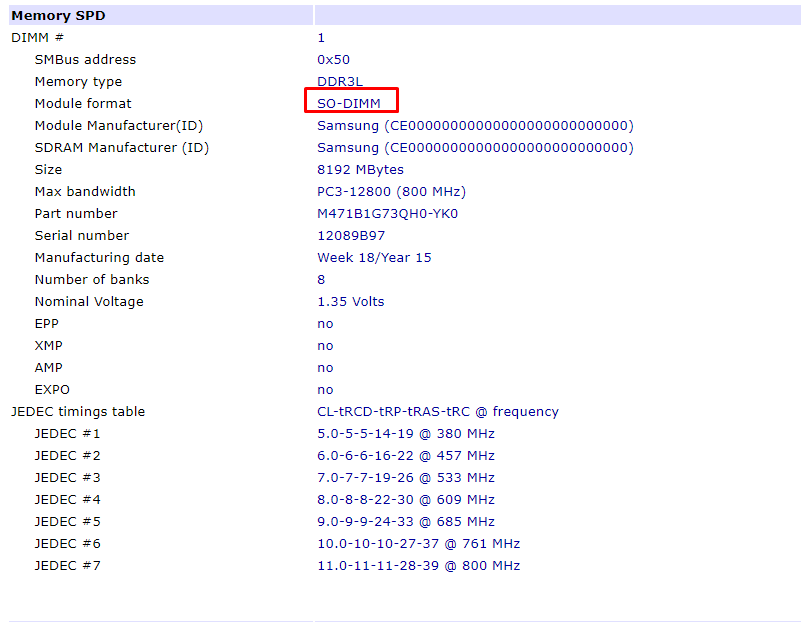 Memory SPD
DIMM # 1
SMBus address 0x50
Memory type DDR3L
Module format SO-DIMM
Module Manufacturer(ID) Samsung (CE00000000000000000000000000)
SDRAM Manufacturer (ID) Samsung (CE00000000000000000000000000)
Size 8192 MBytes
Max bandwidth PC3-12800 (800 MHz)
Part number M471B1G73QH0-YK0
Serial number 12089B97
Manufacturing date Week 18/Year 15
Number of banks 8
Nominal Voltage 1.35 Volts
EPP no
XMP no
AMP no
EXPO no
JEDEC timings table CL-tRCD-tRP-tRAS-tRC @ frequency
JEDEC #1 5.0-5-5-14-19 @ 380 MHz
JEDEC #2 6.0-6-6-16-22 @ 457 MHz
JEDEC #3 7.0-7-7-19-26 @ 533 MHz
JEDEC #4 8.0-8-8-22-30 @ 609 MHz
JEDEC #5 9.0-9-9-24-33 @ 685 MHz
JEDEC #6 10.0-10-10-27-37 @ 761 MHz
JEDEC #7 11.0-11-11-28-39 @ 800 MHz